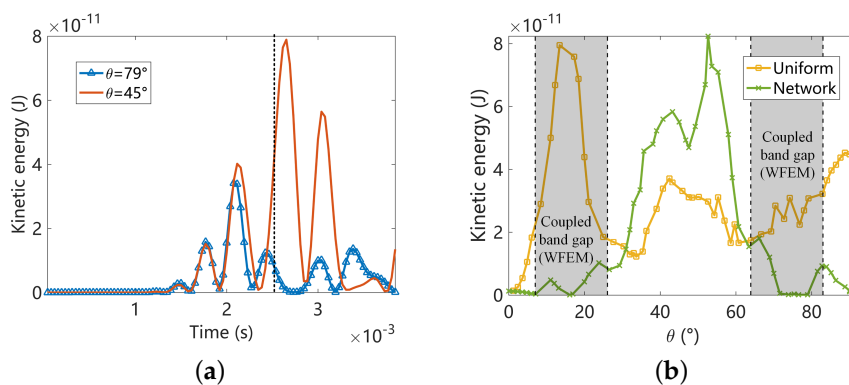 ×10⁻¹¹
8
6
4
2
0
Kinetic energy (J)
θ=79°
θ=45°
1
2
3
Time (s)
×10⁻³
(a)
×10⁻¹¹
8
6
4
2
0
Kinetic energy (J)
Uniform
Network
Coupled
band gap
(WFEM)
Coupled
band gap
(WFEM)
0
20
40
60
80
θ (°)
(b)